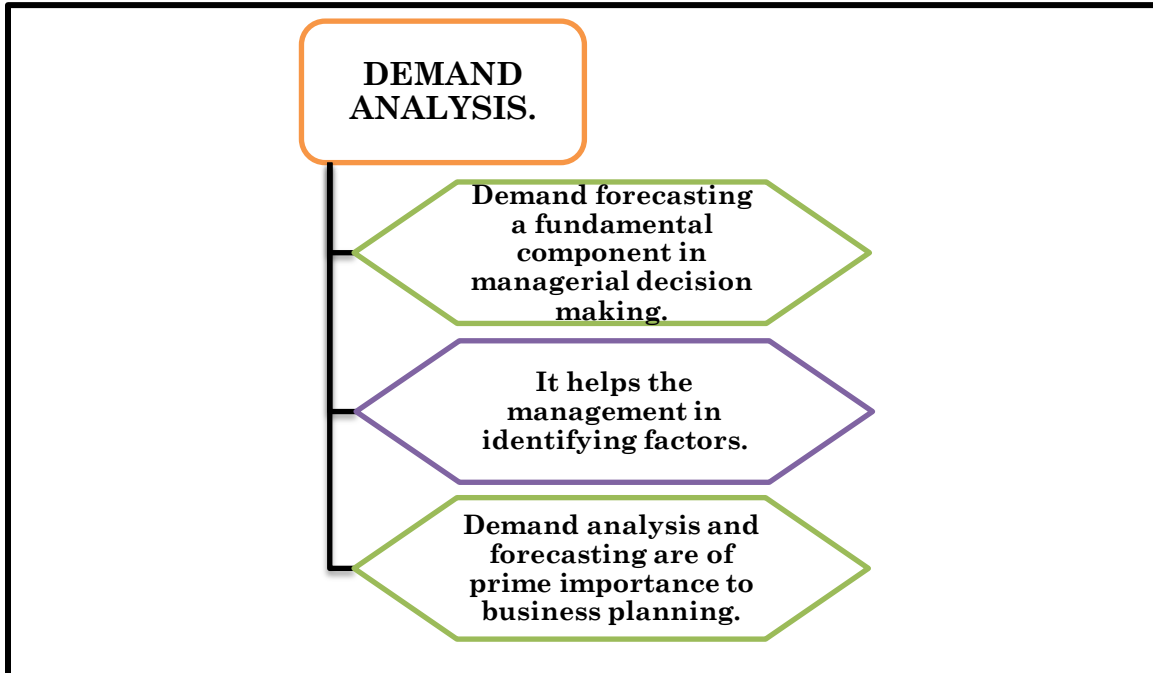 DEMAND
ANALYSIS.
Demand forecasting
a fundamental
component in
managerial decision
making.
It helps the
management in
identifying factors.
Demand analysis and
forecasting are of
prime importance to
business planning.